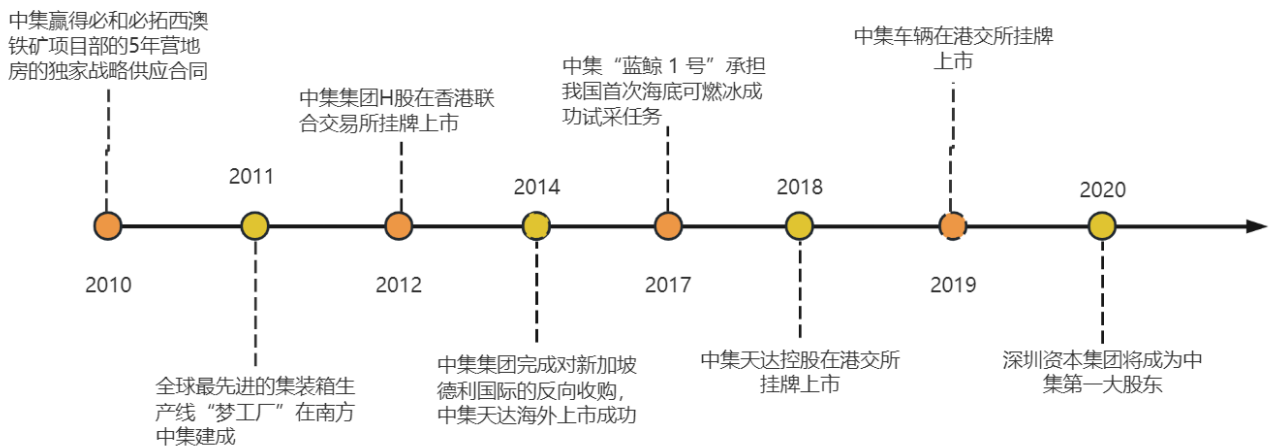 中集赢得必和必拓西澳
铁矿项目部的5年营地
房的独家战略供应合同
中集集团H股在香港联
合交易所挂牌上市
中集“蓝鲸 1 号”承担
我国首次海底可燃冰成
功试采任务
中集车辆在港交所挂牌
上市
2011
2014
2018
2020
2010
2012
2017
2019
全球最先进的集装箱生
产线“梦工厂”在南方
中集建成
中集集团完成对新加坡
德利国际的反向收购，
中集天达海外上市成功
中集天达控股在港交所
挂牌上市
深圳资本集团将成为中
集第一大股东